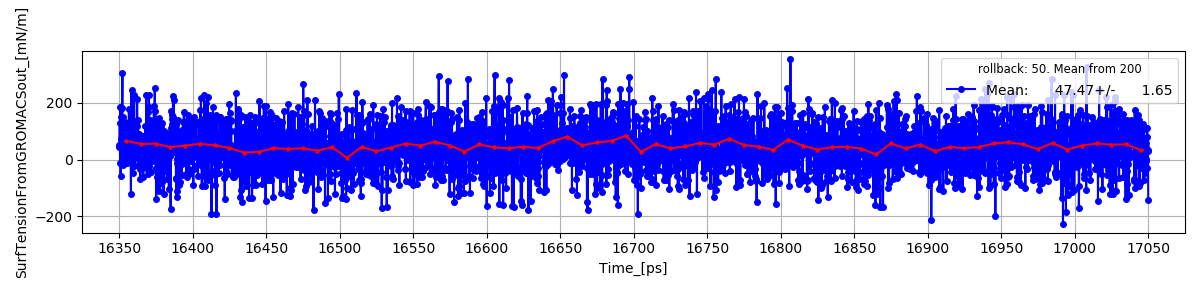 SurfTensionFromGROMACSout_[mN/m]
200
0
−200
rollback: 50. Mean from 200
Mean: 47.47+/- 1.65
16350 16400 16450 16500 16550 16600 16650 16700 16750 16800 16850 16900 16950 17000 17050
Time_[ps]